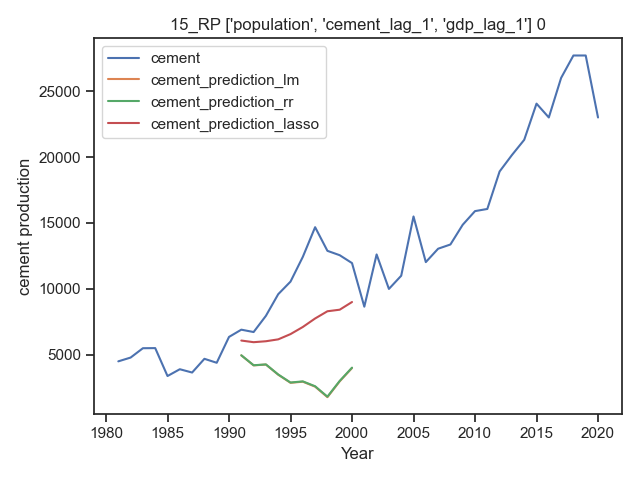 15_RP ['population', 'cement_lag_1', 'gdp_lag_1'] 0
cement
cement_prediction_lm
cement_prediction_rr
cement_prediction_lasso
cement production
25000
20000
15000
10000
5000
1980 1985 1990 1995 2000 2005 2010 2015 2020
Year